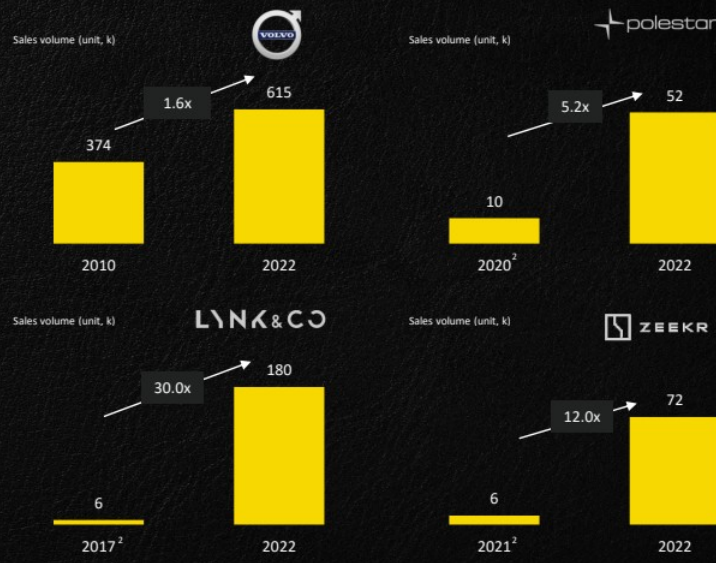 Sales volume (unit, k)
VOLVO
1.6x
615
374
2010
2022
Sales volume (unit, k)
polestar
5.2x
52
10
2020²
2022
Sales volume (unit, k)
LYNK&CO
30.0x
180
6
2017²
2022
Sales volume (unit, k)
ZEEKR
12.0x
72
6
2021²
2022